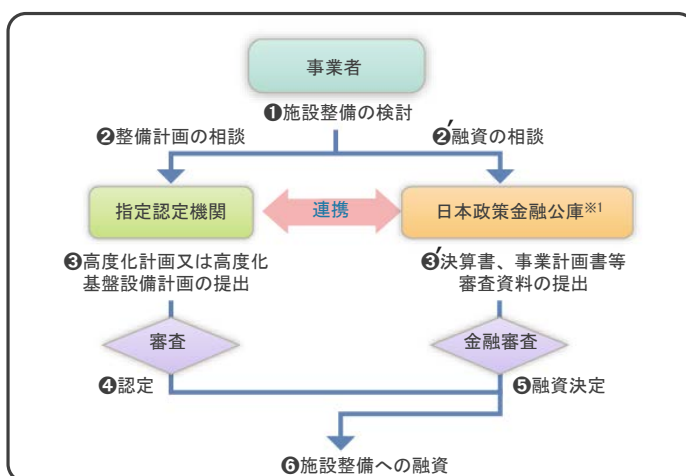 事業者
❶施設整備の検討
❷整備計画の相談
❷′融資の相談
指定認定機関
連携
日本政策金融公庫※1
❸高度化計画又は高度化
基盤設備計画の提出
❸′決算書、事業計画書等
審査資料の提出
審査
金融審査
❹認定
❺融資決定
❻施設整備への融資